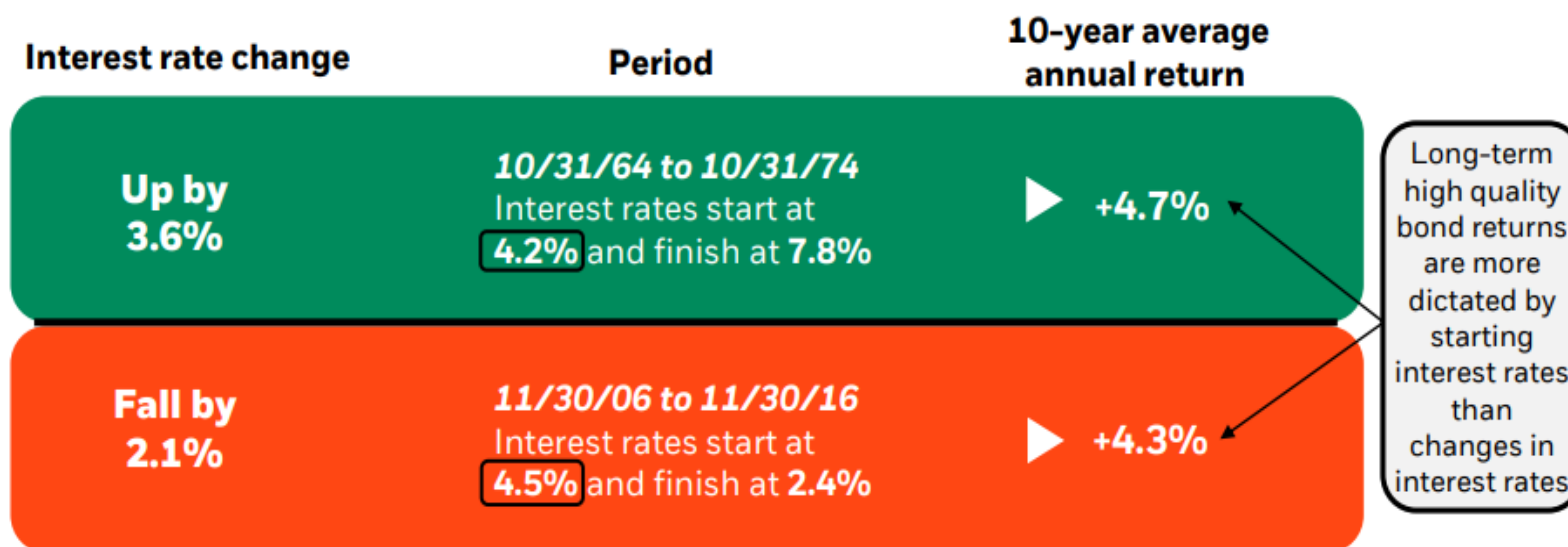 Interest rate change
Period
10-year average
annual return
Up by
3.6%
10/31/64 to 10/31/74
Interest rates start at
4.2% and finish at 7.8%
+4.7%
Fall by
2.1%
11/30/06 to 11/30/16
Interest rates start at
4.5% and finish at 2.4%
+4.3%
Long-term
high quality
bond returns
are more
dictated by
starting
interest rates
than
changes in
interest rates